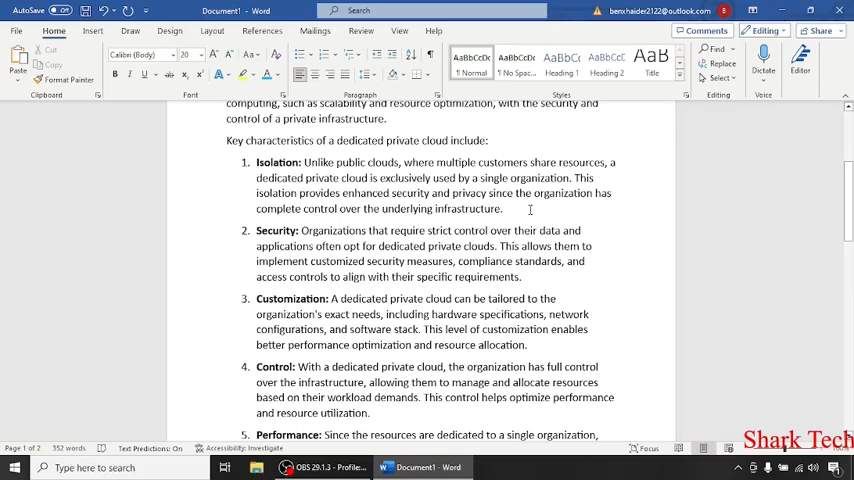 AutoSave Off Document1 - Word Search benxhaider2122@outlook.com B
File Home Insert Draw Design Layout References Mailings Review View Help Comments Editing Share
Paste Cut Copy Format Painter Calibri (Body) 20 A A Aa B I U ab x₂ x² A A Find Replace Select Dictate Editor
AaBbCcDc AaBbCcDc AaBbCc AaBbCcC AaB
¶ Normal ¶ No Spac... Heading 1 Heading 2 Title
Clipboard Font Paragraph Styles Editing Voice Editor
computing, such as scalability and resource optimization, with the security and
control of a private infrastructure.
Key characteristics of a dedicated private cloud include:
1. Isolation: Unlike public clouds, where multiple customers share resources, a
dedicated private cloud is exclusively used by a single organization. This
isolation provides enhanced security and privacy since the organization has
complete control over the underlying infrastructure.
2. Security: Organizations that require strict control over their data and
applications often opt for dedicated private clouds. This allows them to
implement customized security measures, compliance standards, and
access controls to align with their specific requirements.
3. Customization: A dedicated private cloud can be tailored to the
organization's exact needs, including hardware specifications, network
configurations, and software stack. This level of customization enables
better performance optimization and resource allocation.
4. Control: With a dedicated private cloud, the organization has full control
over the infrastructure, allowing them to manage and allocate resources
based on their workload demands. This control helps optimize performance
and resource utilization.
5. Performance: Since the resources are dedicated to a single organization,
Page 1 of 2 352 words Text Predictions: On Accessibility: Investigate Focus
Shark Tech
Type here to search OBS 29.1.3 - Profile:... Document1 - Word